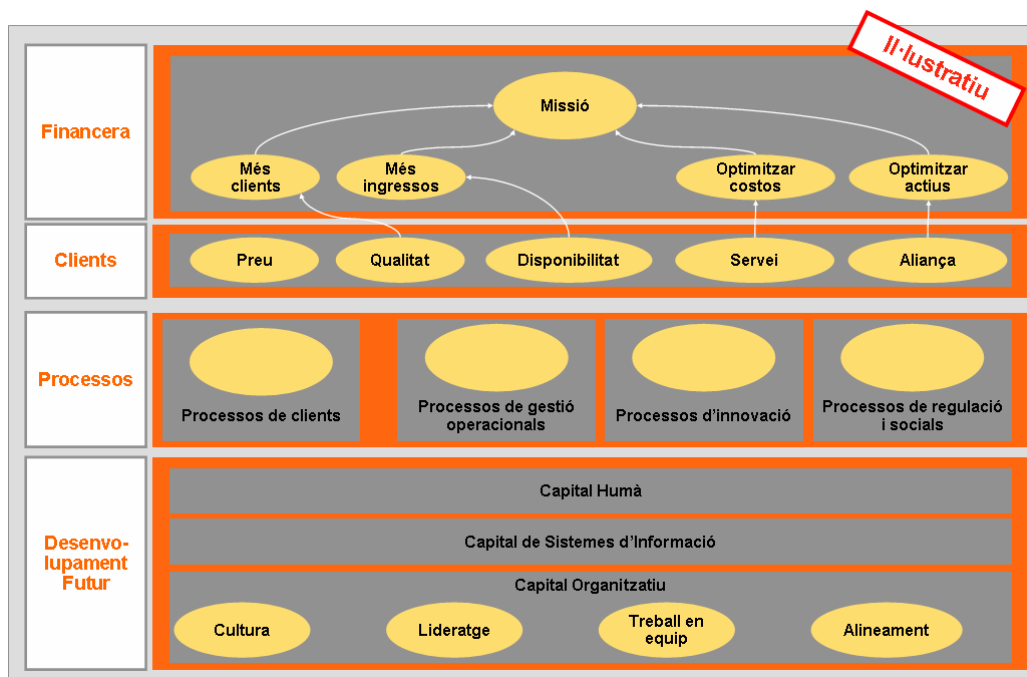 Il·lustratiu
Financera
Missió
Més
clients
Més
ingressos
Optimitzar
costos
Optimitzar
actius
Clients
Preu
Qualitat
Disponibilitat
Servei
Aliança
Processos
Processos de clients
Processos de gestió
operacionals
Processos d'innovació
Processos de regulació
i socials
Desenvo-
lupament
Futur
Capital Humà
Capital de Sistemes d'Informació
Capital Organitzatiu
Cultura
Lideratge
Treball en
equip
Alineament